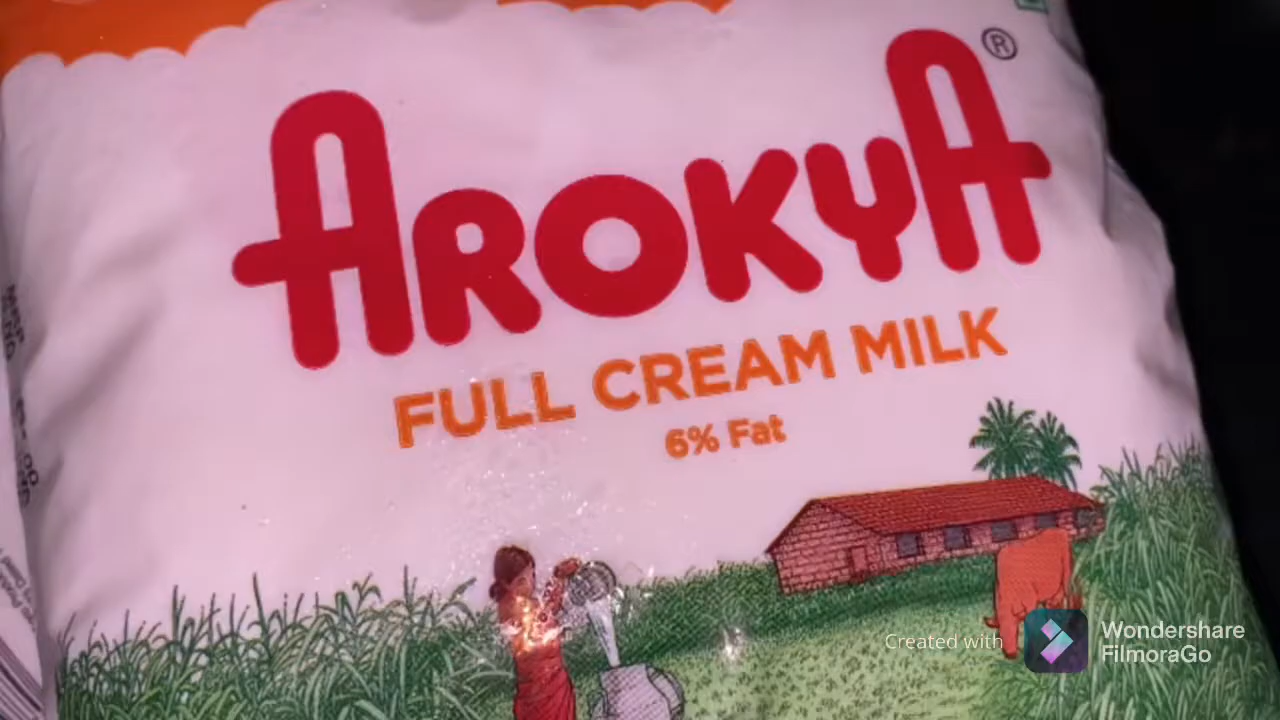 AROKYA ®
FULL CREAM MILK
6% Fat
Created with
Wondershare
FilmoraGo